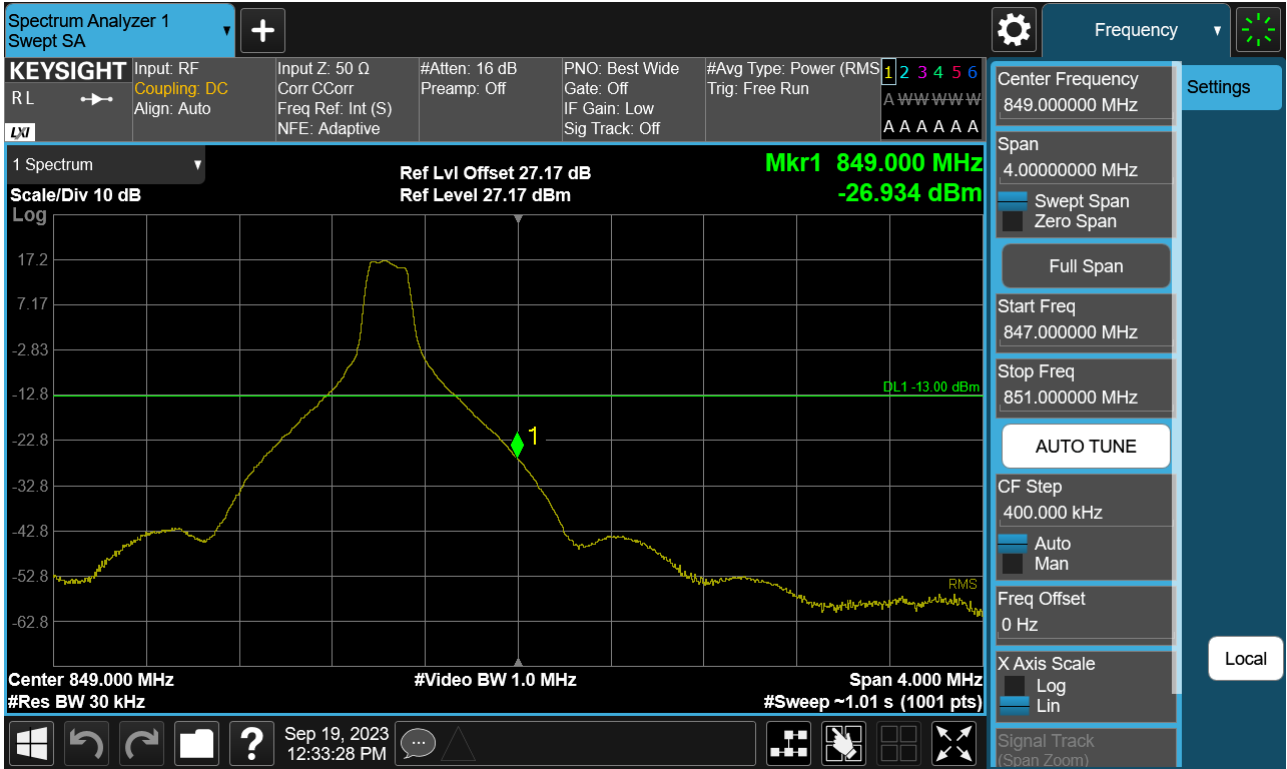 Spectrum Analyzer 1
Swept SA
Frequency
KEYSIGHT
R L
LXI
Input: RF
Coupling: DC
Align: Auto
Input Z: 50 Ω
Corr CCorr
Freq Ref: Int (S)
NFE: Adaptive
#Atten: 16 dB
Preamp: Off
PNO: Best Wide
Gate: Off
IF Gain: Low
Sig Track: Off
#Avg Type: Power (RMS
Trig: Free Run
1 2 3 4 5 6
A W W W W W
A A A A A A
1 Spectrum
Scale/Div 10 dB
Log
Ref Lvl Offset 27.17 dB
Ref Level 27.17 dBm
Mkr1 849.000 MHz
-26.934 dBm
17.2
7.17
-2.83
-12.8
-22.8
-32.8
-42.8
-52.8
-62.8
DL1 -13.00 dBm
1
RMS
Center 849.000 MHz
#Res BW 30 kHz
#Video BW 1.0 MHz
Span 4.000 MHz
#Sweep ~1.01 s (1001 pts)
Center Frequency
849.000000 MHz
Span
4.00000000 MHz
Swept Span
Zero Span
Full Span
Start Freq
847.000000 MHz
Stop Freq
851.000000 MHz
AUTO TUNE
CF Step
400.000 kHz
Auto
Man
Freq Offset
0 Hz
X Axis Scale
Log
Lin
Signal Track
(Span Zoom)
Settings
Local
?
Sep 19, 2023
12:33:28 PM